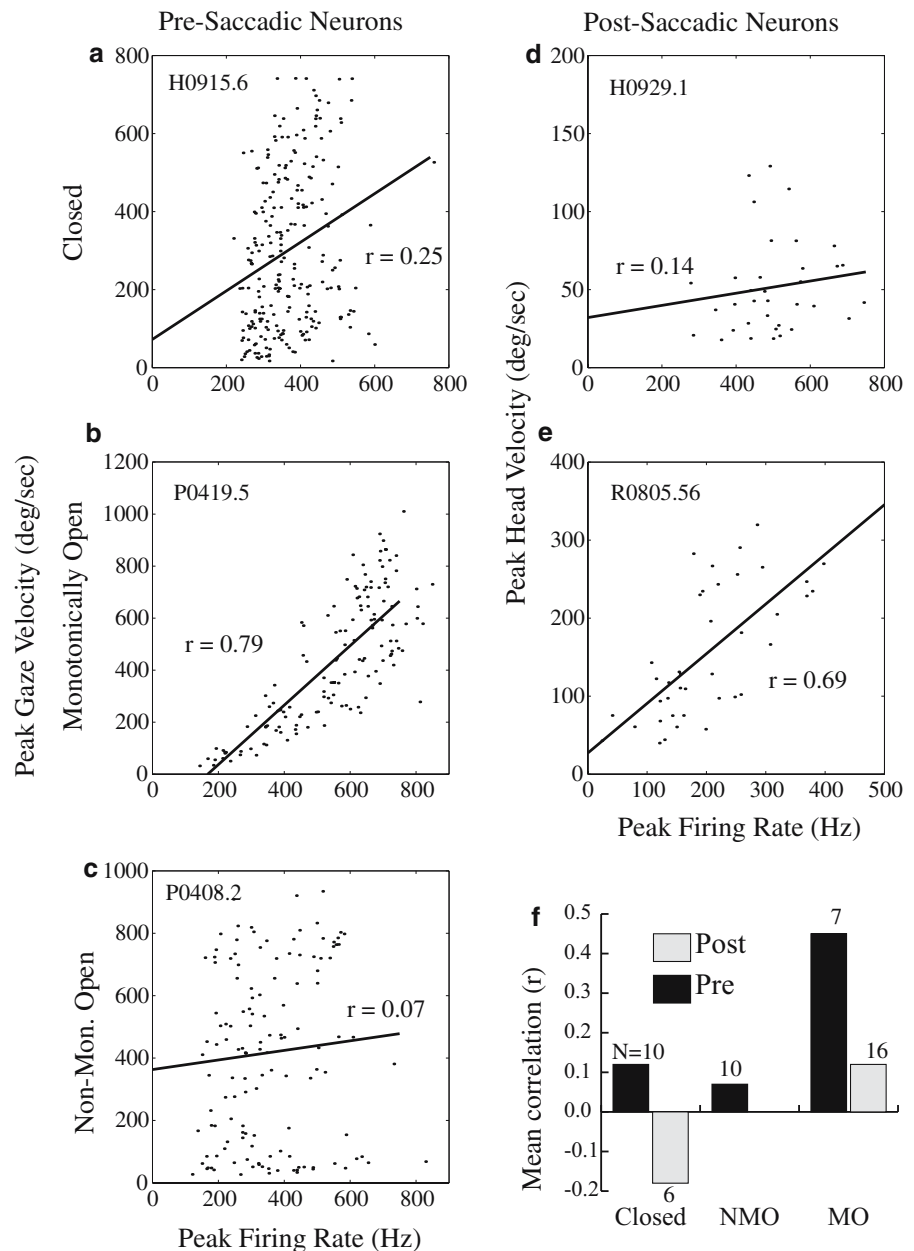 Pre-Saccadic Neurons
Post-Saccadic Neurons
a
H0915.6
800
600
400
200
0
0 200 400 600 800
r = 0.25
Closed
d
H0929.1
200
150
100
50
0
0 200 400 600 800
r = 0.14
b
P0419.5
1200
1000
800
600
400
200
0
0 200 400 600 800
r = 0.79
Peak Gaze Velocity (deg/sec)
Monotonically Open
e
R0805.56
400
300
200
100
0
0 100 200 300 400 500
r = 0.69
Peak Head Velocity (deg/sec)
Peak Firing Rate (Hz)
c
P0408.2
1000
800
600
400
200
0
0 200 400 600 800
r = 0.07
Non-Mon. Open
Peak Firing Rate (Hz)
f
0.5
0.4
0.3
0.2
0.1
0.0
-0.1
-0.2
Mean correlation (r)
Post
Pre
N=10
6
10
7
16
Closed NMO MO